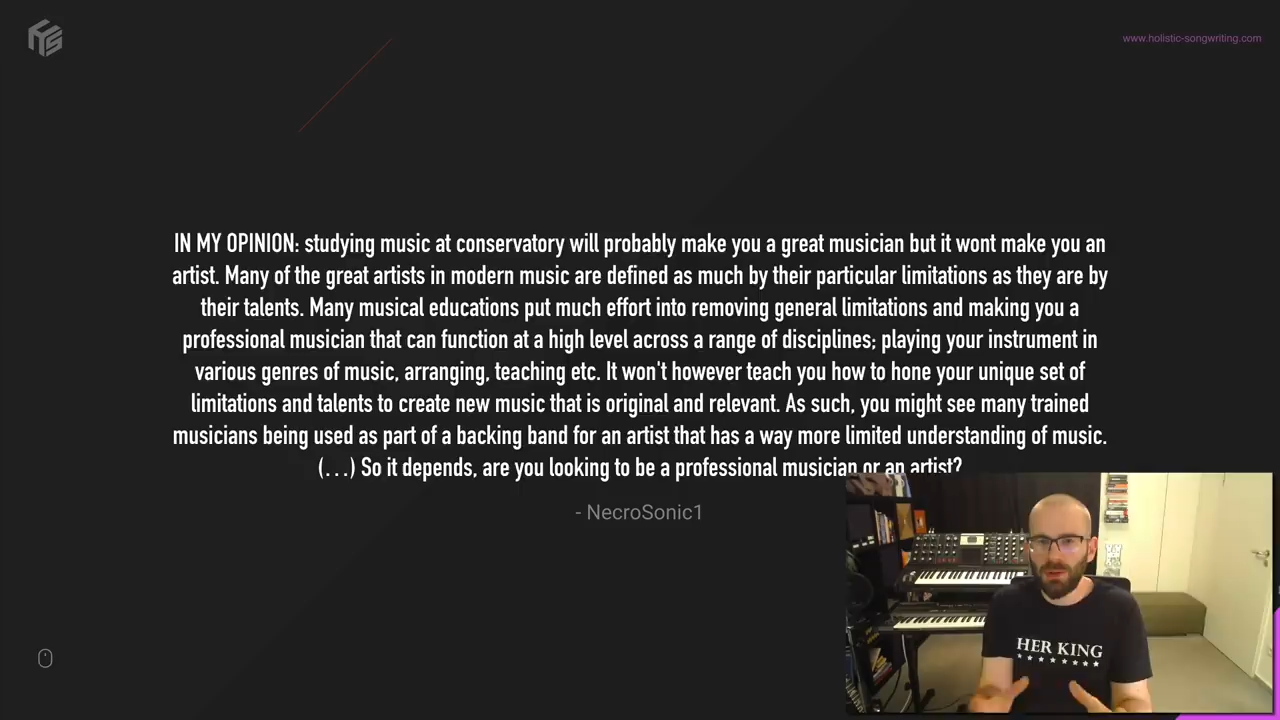 www.holistic-songwriting.com
IN MY OPINION: studying music at conservatory will probably make you a great musician but it wont make you an
artist. Many of the great artists in modern music are defined as much by their particular limitations as they are by
their talents. Many musical educations put much effort into removing general limitations and making you a
professional musician that can function at a high level across a range of disciplines; playing your instrument in
various genres of music, arranging, teaching etc. It won't however teach you how to hone your unique set of
limitations and talents to create new music that is original and relevant. As such, you might see many trained
musicians being used as part of a backing band for an artist that has a way more limited understanding of music.
(...) So it depends, are you looking to be a professional musician or an artist?
- NecroSonic1
HER KING